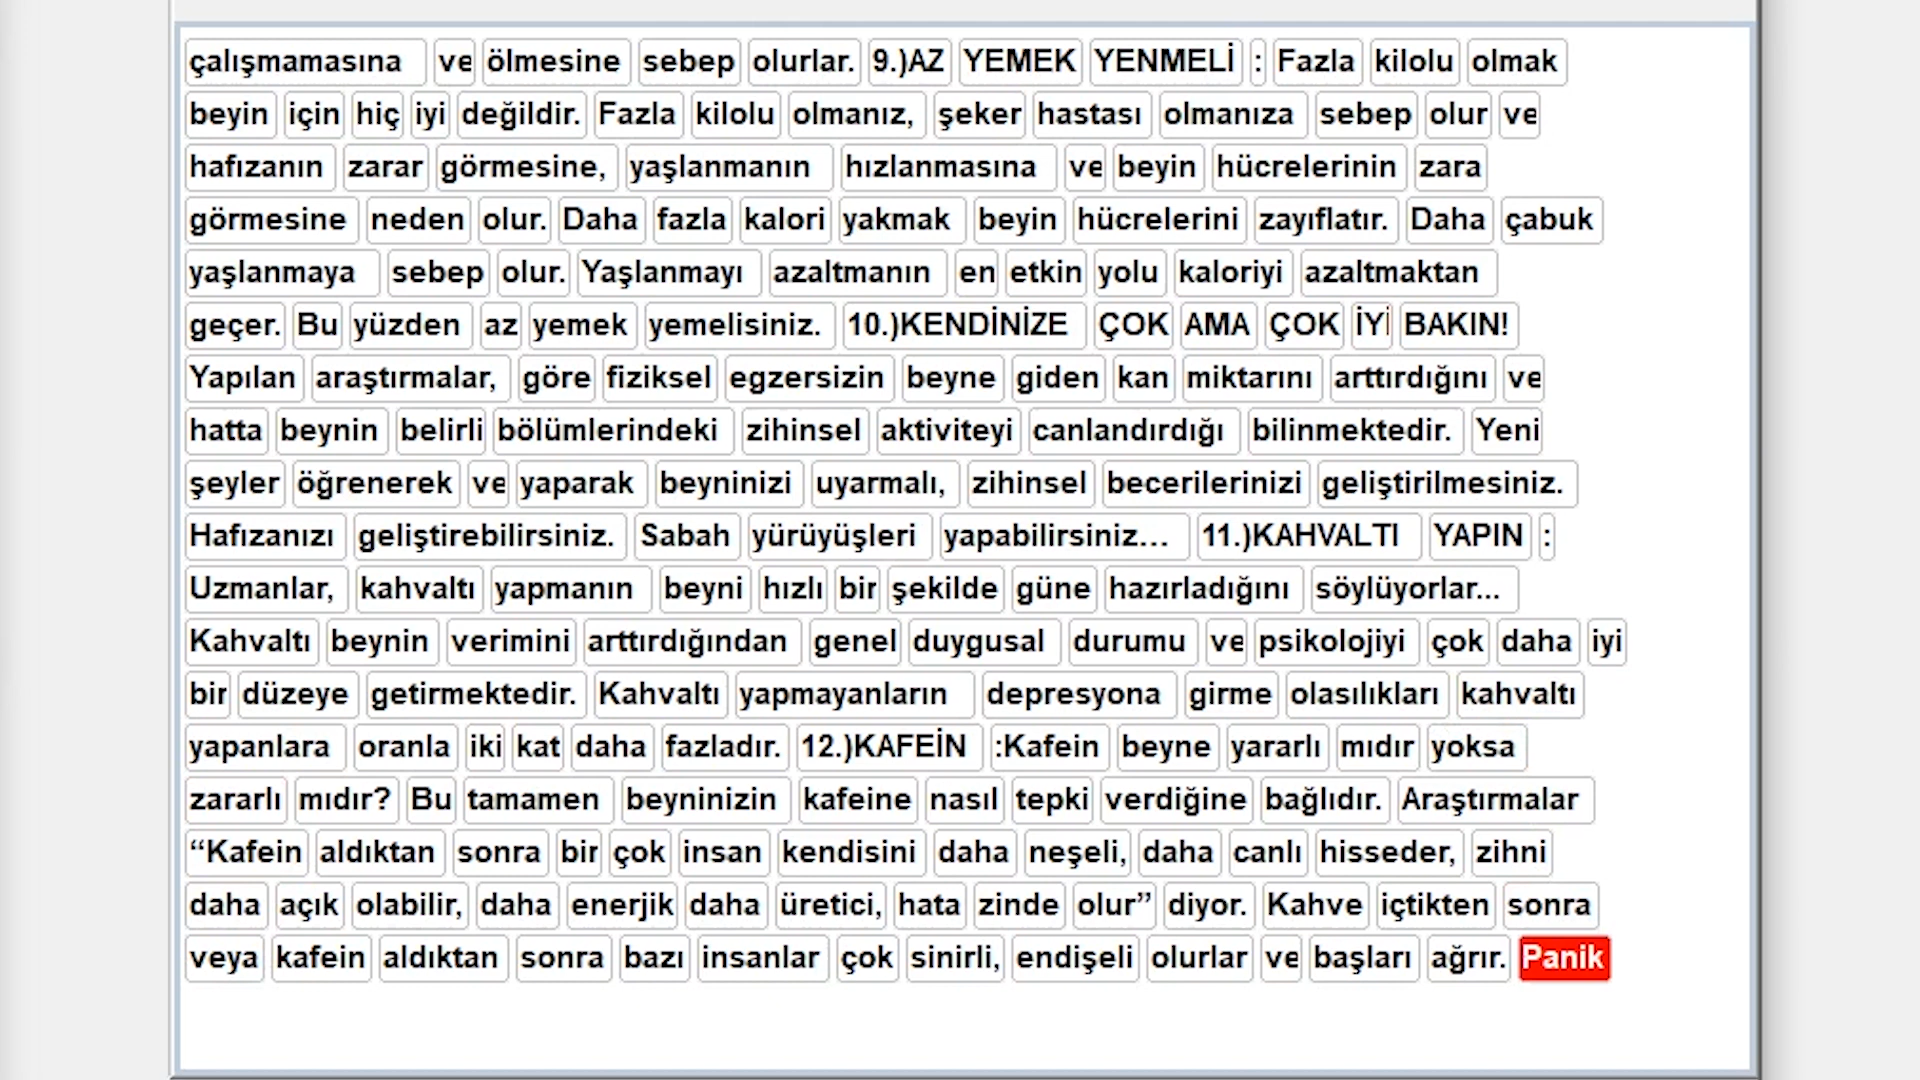 çalışmamasına ve ölmesine sebep olurlar. 9.)AZ YEMEK YENMELİ : Fazla kilolu olmak
beyin için hiç iyi değildir. Fazla kilolu olmanız, şeker hastası olmanıza sebep olur ve
hafızanın zarar görmesine, yaşlanmanın hızlanmasına ve beyin hücrelerinin zara
görmesine neden olur. Daha fazla kalori yakmak beyin hücrelerini zayıflatır. Daha çabuk
yaşlanmaya sebep olur. Yaşlanmayı azaltmanın en etkin yolu kaloriyi azaltmaktan
geçer. Bu yüzden az yemek yemelisiniz. 10.)KENDİNİZE ÇOK AMA ÇOK İYİ BAKIN!
Yapılan araştırmalar, göre fiziksel egzersizin beyne giden kan miktarını arttırdığını ve
hatta beynin belirli bölümlerindeki zihinsel aktiviteyi canlandırdığı bilinmektedir. Yeni
şeyler öğrenerek ve yaparak beyninizi uyarmalı, zihinsel becerilerinizi geliştirilmesiniz.
Hafızanızı geliştirebilirsiniz. Sabah yürüyüşleri yapabilirsiniz... 11.)KAHVALTI YAPIN :
Uzmanlar, kahvaltı yapmanın beyni hızlı bir şekilde güne hazırladığını söylüyorlar...
Kahvaltı beynin verimini arttırdığından genel duygusal durumu ve psikolojiyi çok daha iyi
bir düzeye getirmektedir. Kahvaltı yapmayanların depresyona girme olasılıkları kahvaltı
yapanlara oranla iki kat daha fazladır. 12.)KAFEİN :Kafein beyne yararlı mıdır yoksa
zararlı mıdır? Bu tamamen beyninizin kafeine nasıl tepki verdiğine bağlıdır. Araştırmalar
“Kafein aldıktan sonra bir çok insan kendisini daha neşeli, daha canlı hisseder, zihni
daha açık olabilir, daha enerjik daha üretici, hata zinde olur” diyor. Kahve içtikten sonra
veya kafein aldıktan sonra bazı insanlar çok sinirli, endişeli olurlar ve başları ağrır. Panik